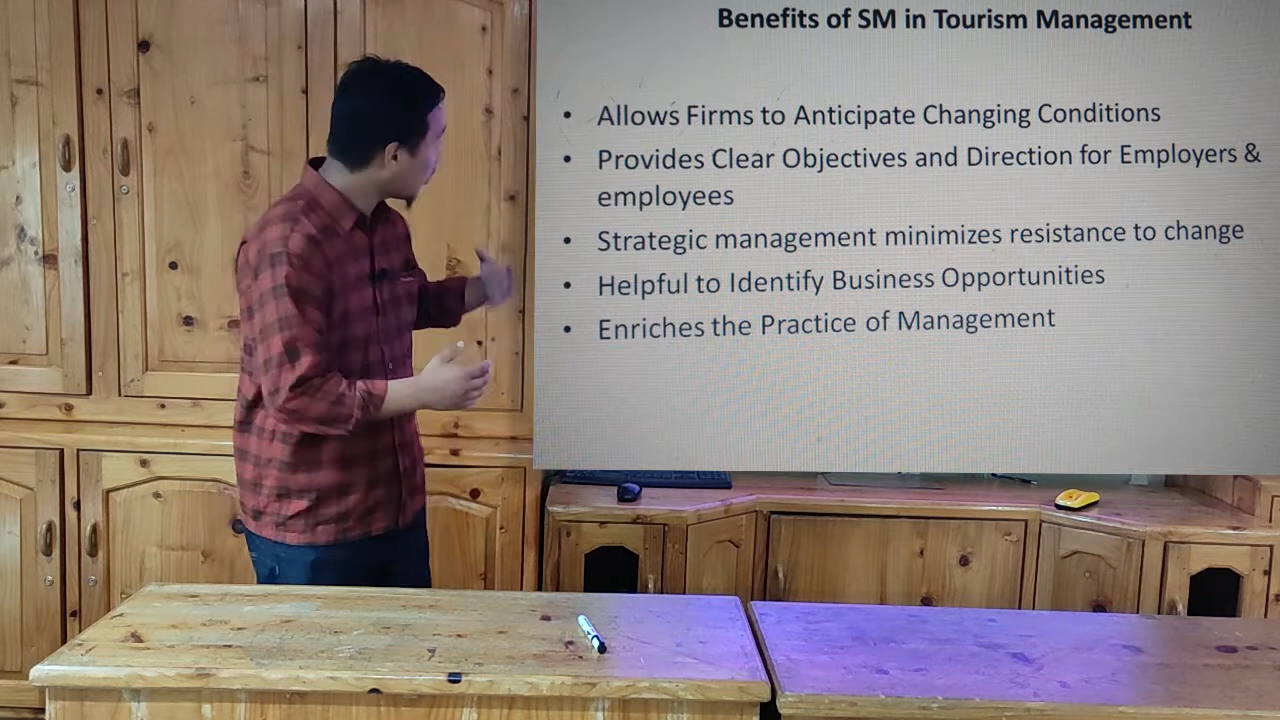 Benefits of SM in Tourism Management
• Allows Firms to Anticipate Changing Conditions
• Provides Clear Objectives and Direction for Employers &
employees
• Strategic management minimizes resistance to change
• Helpful to Identify Business Opportunities
• Enriches the Practice of Management